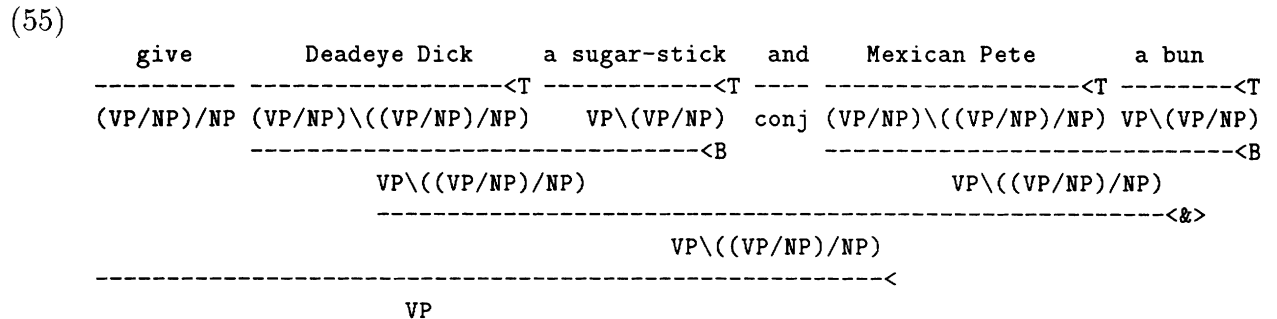 (55)
give Deadeye Dick a sugar-stick and Mexican Pete a bun
---------- ------------------<T -------------<T ---- ------------------<T --------<T
(VP/NP)/NP (VP/NP)\((VP/NP)/NP) VP\(VP/NP) conj (VP/NP)\((VP/NP)/NP) VP\(VP/NP)
--------------------------------<B -----------------------------<B
VP\((VP/NP)/NP) VP\((VP/NP)/NP)
--------------------------------------------------------<&>
VP\((VP/NP)/NP)
--------------------------------------------------------<
VP